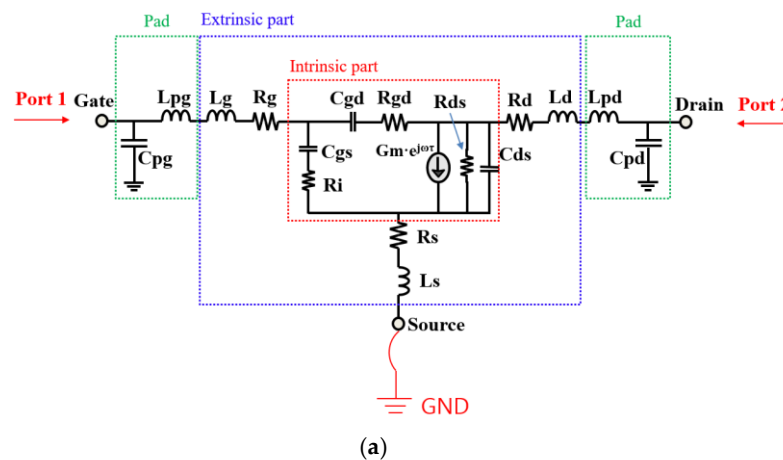 Pad
Extrinsic part
Pad
Intrinsic part
Port 1
Gate
Lpg
Lg
Rg
Cgd
Rgd
Rds
Rd
Ld
Lpd
Drain
Port 2
Cpg
Cgs
Gm·e^jωτ
Cds
Cpd
Ri
Rs
Ls
Source
GND
(a)